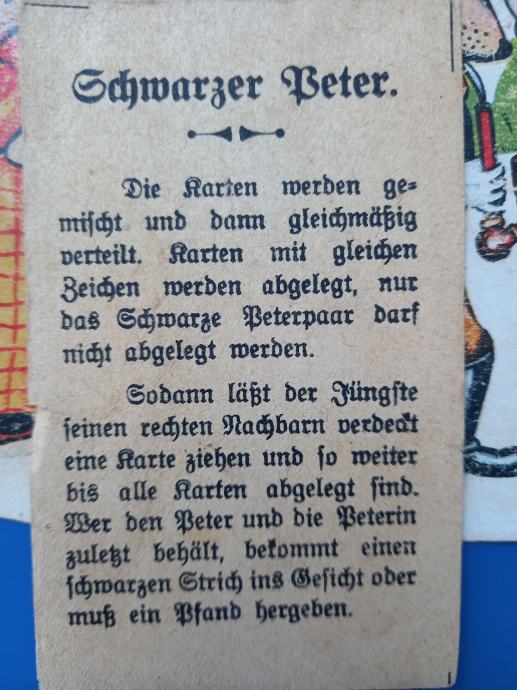 Schwarzer Peter.
Die Karten werden ge-
mischt und dann gleichmäßig
verteilt. Karten mit gleichen
Zeichen werden abgelegt, nur
das Schwarze Peterpaar darf
nicht abgelegt werden.
Sodann läßt der Jüngste
seinen rechten Nachbarn verdeckt
eine Karte ziehen und so weiter
bis alle Karten abgelegt sind.
Wer den Peter und die Peterin
zuletzt behält, bekommt einen
schwarzen Strich ins Gesicht oder
muß ein Pfand hergeben.